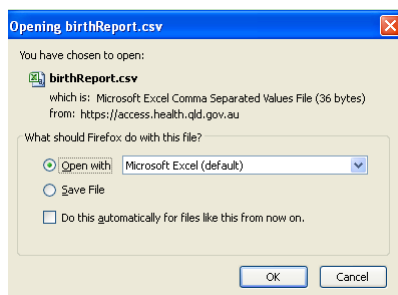 Opening birthReport.csv
You have chosen to open:
birthReport.csv
which is: Microsoft Excel Comma Separated Values File (36 bytes)
from: https://access.health.qld.gov.au
What should Firefox do with this file?
Open with Microsoft Excel (default)
Save File
Do this automatically for files like this from now on.
OK Cancel